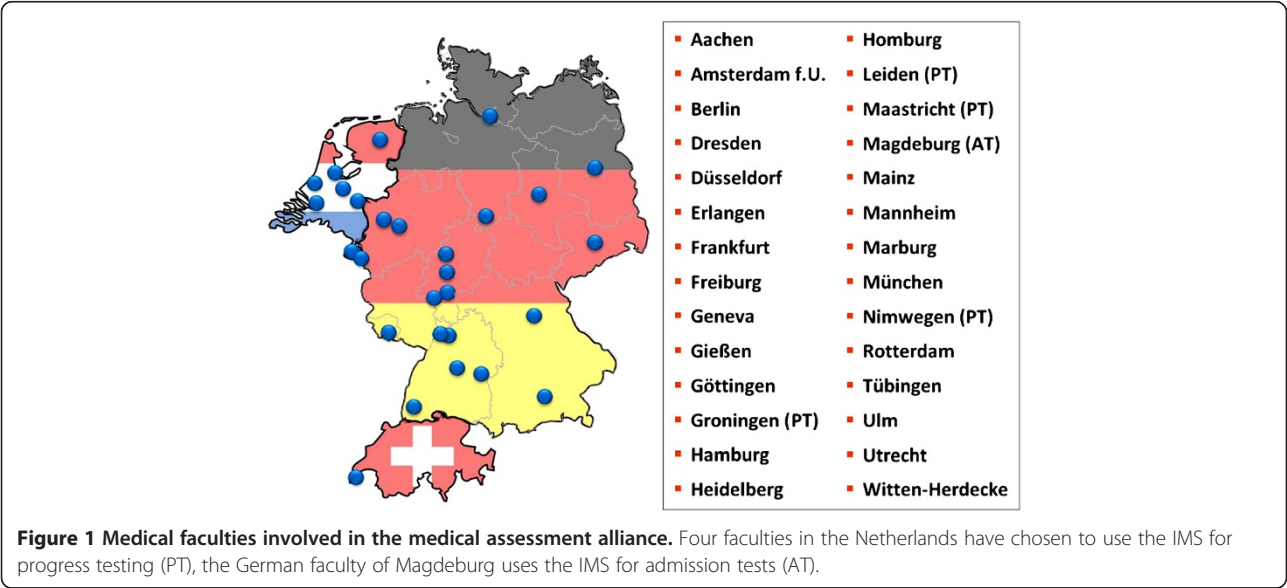 Aachen
Amsterdam f.U.
Berlin
Dresden
Düsseldorf
Erlangen
Frankfurt
Freiburg
Geneva
Gießen
Göttingen
Groningen (PT)
Hamburg
Heidelberg
Homburg
Leiden (PT)
Maastricht (PT)
Magdeburg (AT)
Mainz
Mannheim
Marburg
München
Nimwegen (PT)
Rotterdam
Tübingen
Ulm
Utrecht
Witten-Herdecke
Figure 1 Medical faculties involved in the medical assessment alliance. Four faculties in the Netherlands have chosen to use the IMS for
progress testing (PT), the German faculty of Magdeburg uses the IMS for admission tests (AT).